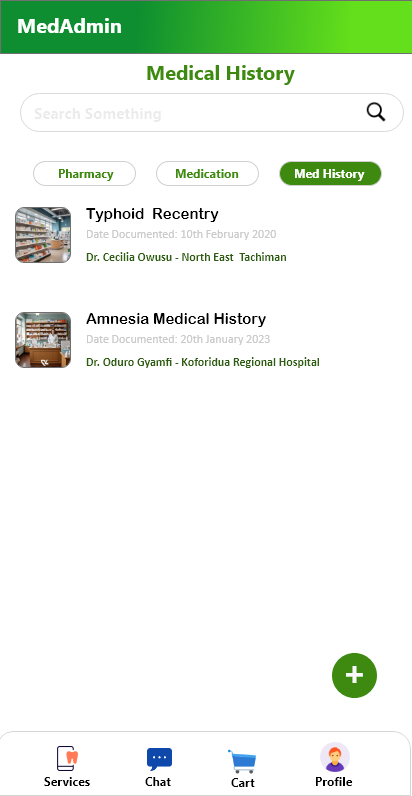 MedAdmin
Medical History
Search Something
Pharmacy Medication Med History
Typhoid Recentry
Date Documented: 10th February 2020
Dr. Cecilia Owusu - North East Tachiman
Amnesia Medical History
Date Documented: 20th January 2023
Dr. Oduro Gyamfi - Koforidua Regional Hospital
+
Services Chat Cart Profile